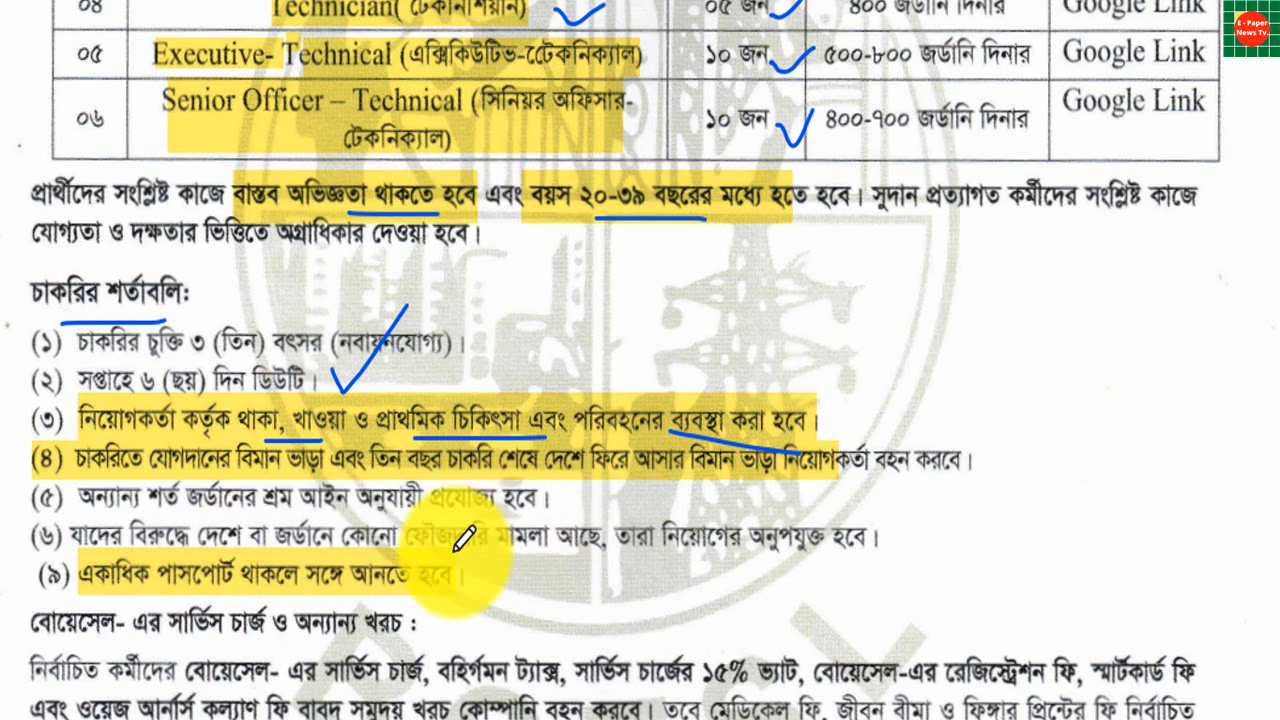 ০৪ Technician( টেকনিশিয়ান) ০৫ জন ৪০০ জর্ডানি দিনার Google Link
E - Paper
News Tv.
০৫ Executive- Technical (এক্সিকিউটিভ-টেকনিক্যাল) ১০ জন ৫০০-৮০০ জর্ডানি দিনার Google Link
০৬ Senior Officer – Technical (সিনিয়র অফিসার-
টেকনিক্যাল) ১০ জন ৪০০-৭০০ জর্ডানি দিনার Google Link
প্রার্থীদের সংশ্লিষ্ট কাজে বাস্তব অভিজ্ঞতা থাকতে হবে এবং বয়স ২০-৩৯ বছরের মধ্যে হতে হবে। সুদান প্রত্যাগত কর্মীদের সংশ্লিষ্ট কাজে
যোগ্যতা ও দক্ষতার ভিত্তিতে অগ্রাধিকার দেওয়া হবে।
চাকরির শর্তাবলি:
(১) চাকরির চুক্তি ৩ (তিন) বৎসর (নবায়নযোগ্য)।
(২) সপ্তাহে ৬ (ছয়) দিন ডিউটি।
(৩) নিয়োগকর্তা কর্তৃক থাকা, খাওয়া ও প্রাথমিক চিকিৎসা এবং পরিবহনের ব্যবস্থা করা হবে।
(৪) চাকরিতে যোগদানের বিমান ভাড়া এবং তিন বছর চাকরি শেষে দেশে ফিরে আসার বিমান ভাড়া নিয়োগকর্তা বহন করবে।
(৫) অন্যান্য শর্ত জর্ডানের শ্রম আইন অনুযায়ী প্রযোজ্য হবে।
(৬) যাদের বিরুদ্ধে দেশে বা জর্ডানে কোনো ফৌজদারি মামলা আছে, তারা নিয়োগের অনুপযুক্ত হবে।
(৯) একাধিক পাসপোর্ট থাকলে সঙ্গে আনতে হবে।
বোয়েসেল- এর সার্ভিস চার্জ ও অন্যান্য খরচ :
নির্বাচিত কর্মীদের বোয়েসেল- এর সার্ভিস চার্জ, বহির্গমন ট্যাক্স, সার্ভিস চার্জের ১৫% ভ্যাট, বোয়েসেল-এর রেজিস্ট্রেশন ফি, স্মার্টকার্ড ফি
এবং ওয়েজ আর্নার্স কল্যাণ ফি বাবদ সমুদয় খরচ কোম্পানি বহন করবে। তবে মেডিকেল ফি, জীবন বীমা ও ফিঙ্গার প্রিন্টের ফি নির্বাচিত